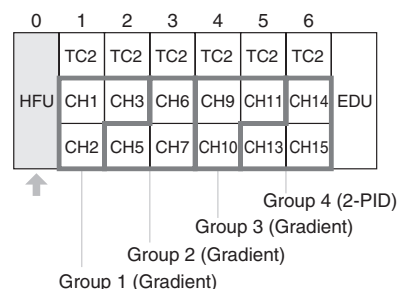 0 1 2 3 4 5 6
TC2 TC2 TC2 TC2 TC2 TC2
HFU CH1 CH3 CH6 CH9 CH11 CH14 EDU
CH2 CH5 CH7 CH10 CH13 CH15
Group 4 (2-PID)
Group 3 (Gradient)
Group 2 (Gradient)
Group 1 (Gradient)